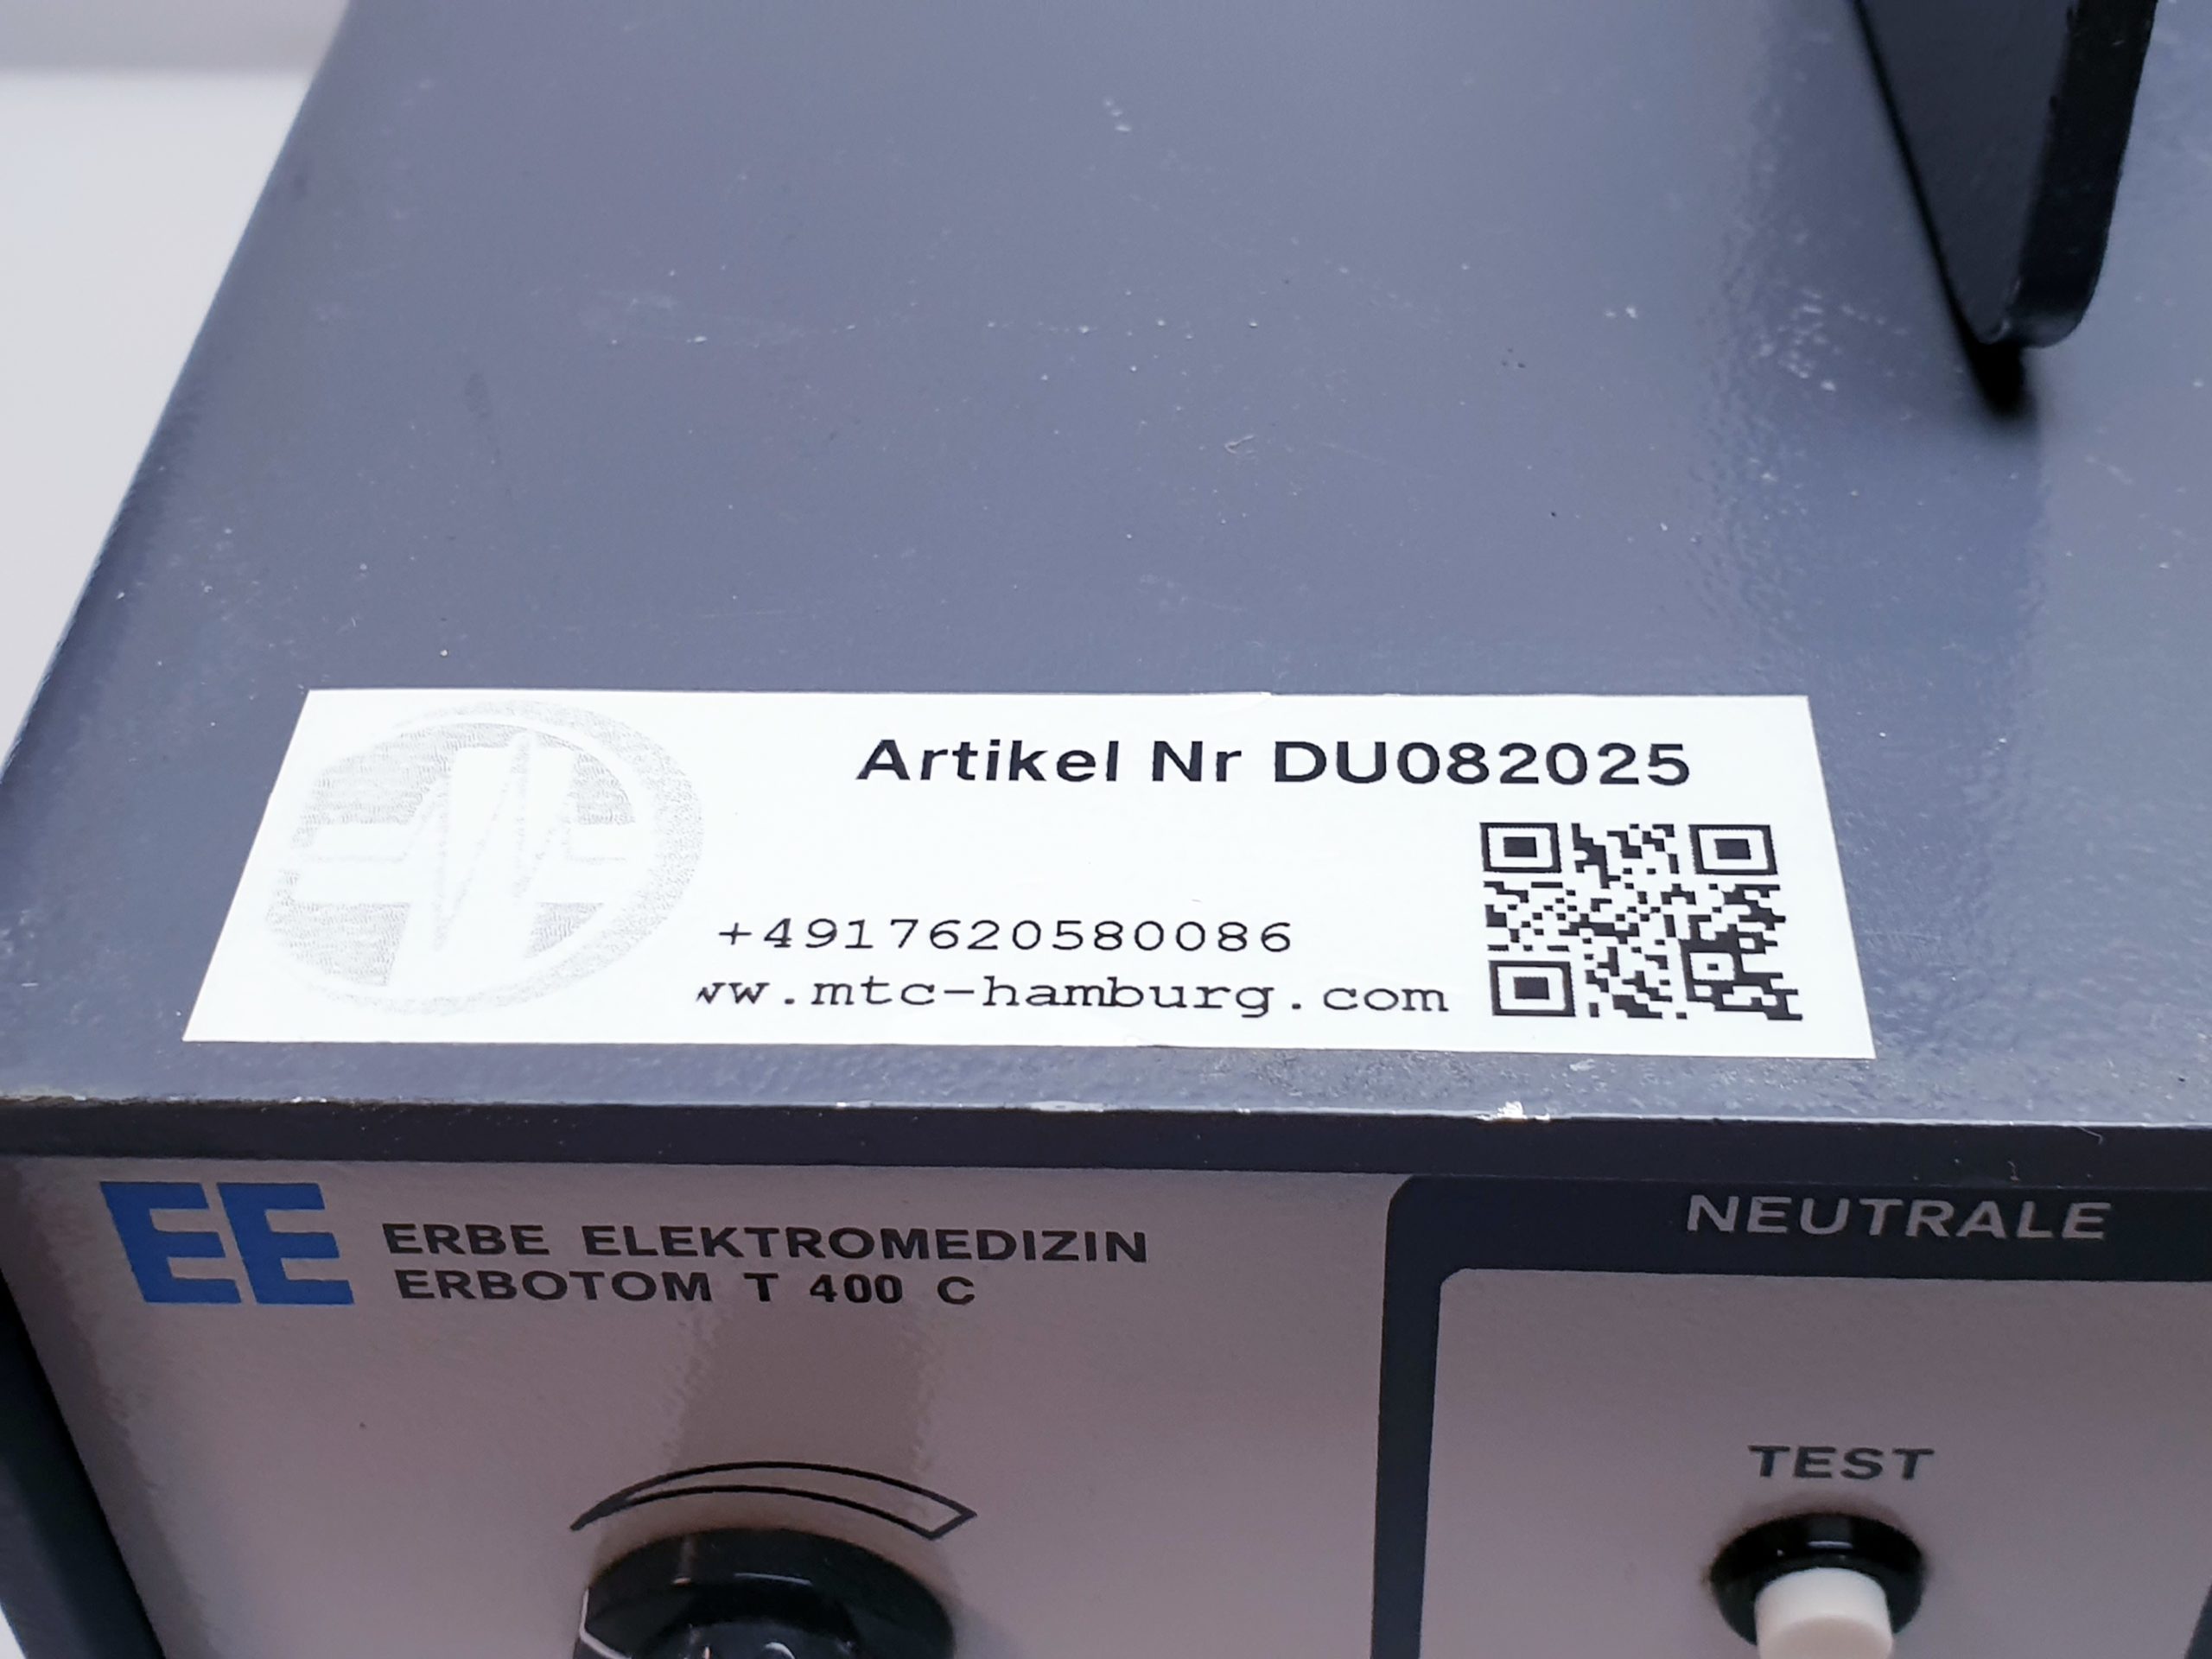 Artikel Nr DU082025
+4917620580086
ww.mtc-hamburg.com
EE
ERBE ELEKTROMEDIZIN
ERBOTOM T 400 C
NEUTRALE
TEST